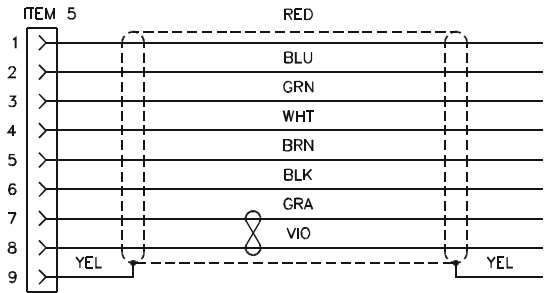 ITEM 5
RED
1
BLU
2
GRN
3
WHT
4
BRN
5
BLK
6
GRA
7
VIO
8
YEL YEL
9